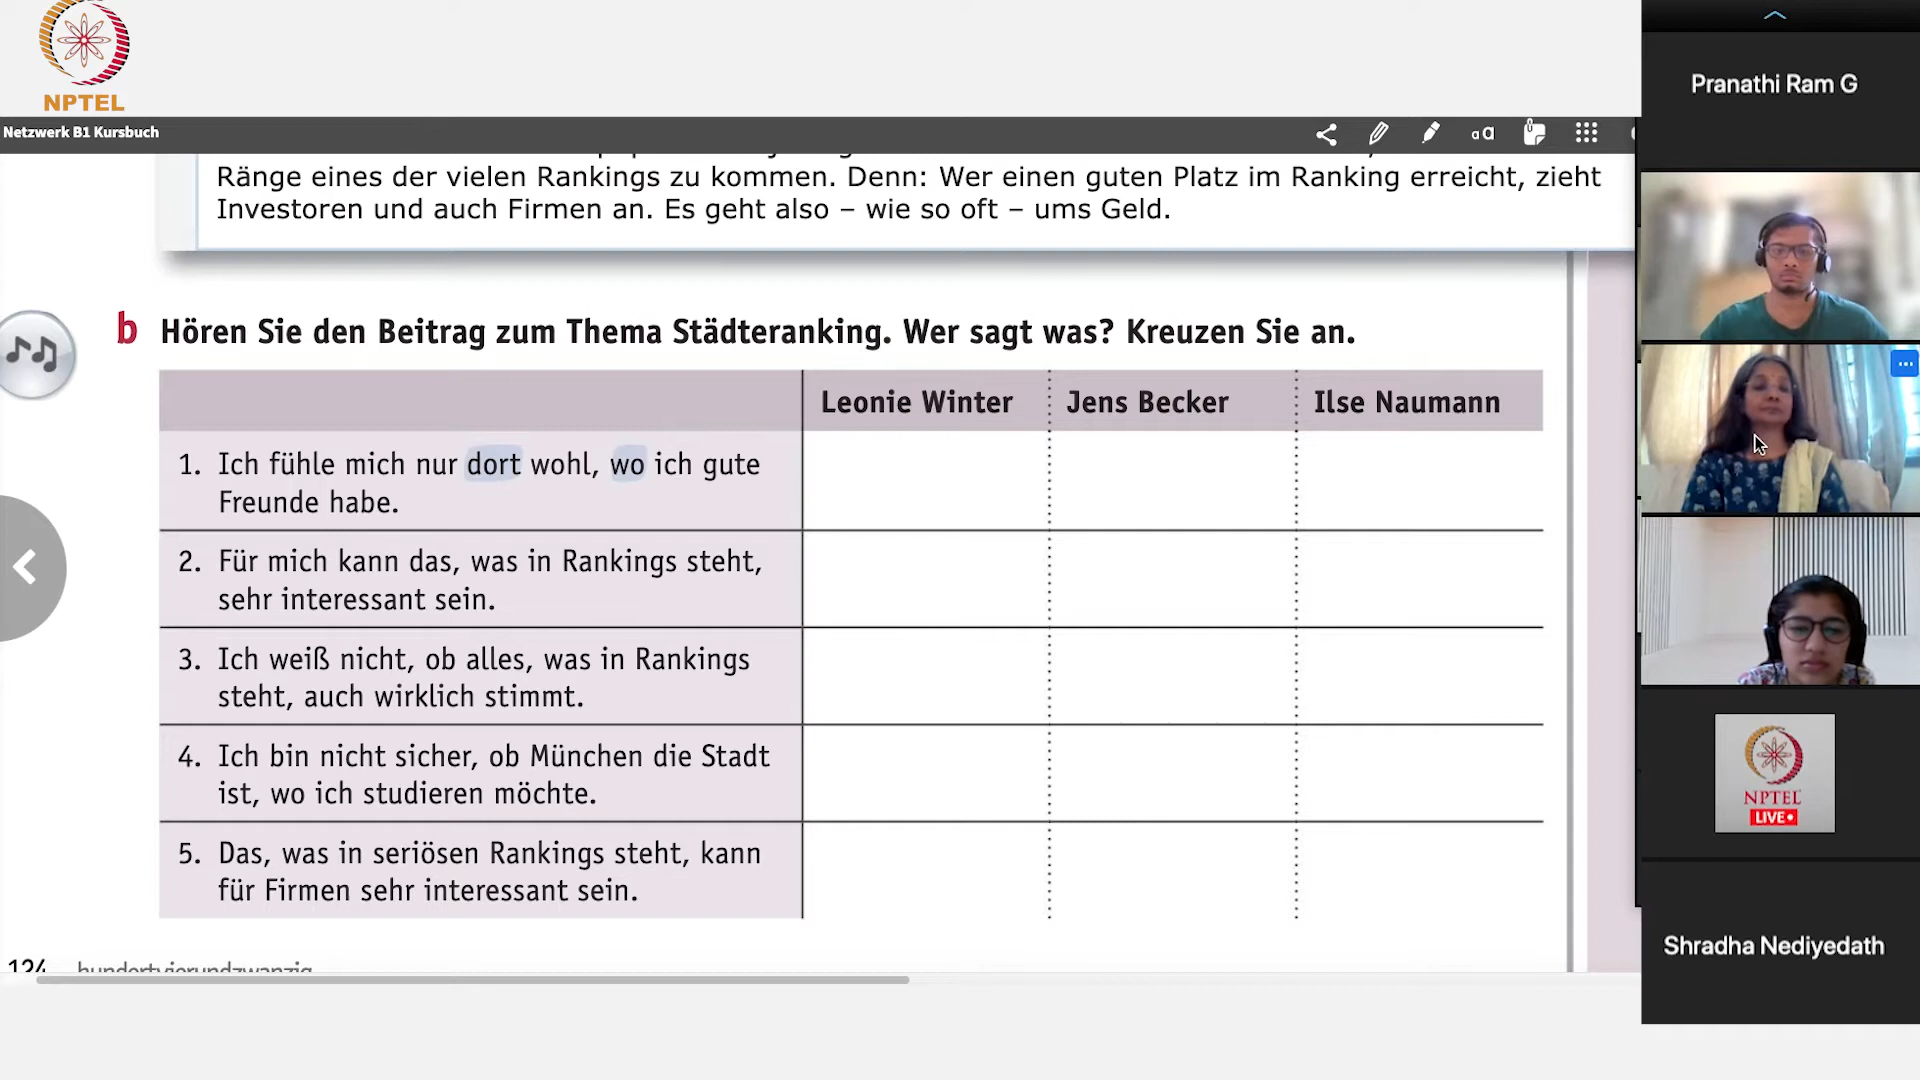 NPTEL
Netzwerk B1 Kursbuch
aa
Ränge eines der vielen Rankings zu kommen. Denn: Wer einen guten Platz im Ranking erreicht, zieht
Investoren und auch Firmen an. Es geht also – wie so oft – ums Geld.
b Hören Sie den Beitrag zum Thema Städteranking. Wer sagt was? Kreuzen Sie an.
Leonie Winter Jens Becker Ilse Naumann
1. Ich fühle mich nur dort wohl, wo ich gute
Freunde habe.
2. Für mich kann das, was in Rankings steht,
sehr interessant sein.
3. Ich weiß nicht, ob alles, was in Rankings
steht, auch wirklich stimmt.
4. Ich bin nicht sicher, ob München die Stadt
ist, wo ich studieren möchte.
5. Das, was in seriösen Rankings steht, kann
für Firmen sehr interessant sein.
124 hundertvierundzwanzig
Pranathi Ram G
NPTEL
LIVE
Shradha Nediyedath